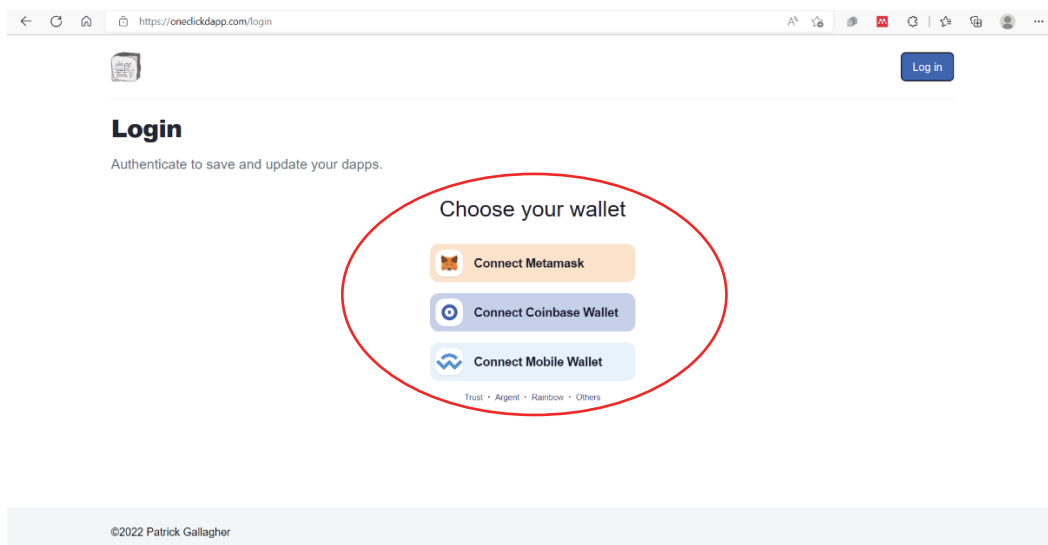 https://oneclickdapp.com/login
Log in
Login
Authenticate to save and update your dapps.
Choose your wallet
Connect Metamask
Connect Coinbase Wallet
Connect Mobile Wallet
Trust • Argent • Rainbow • Others
©2022 Patrick Gallagher